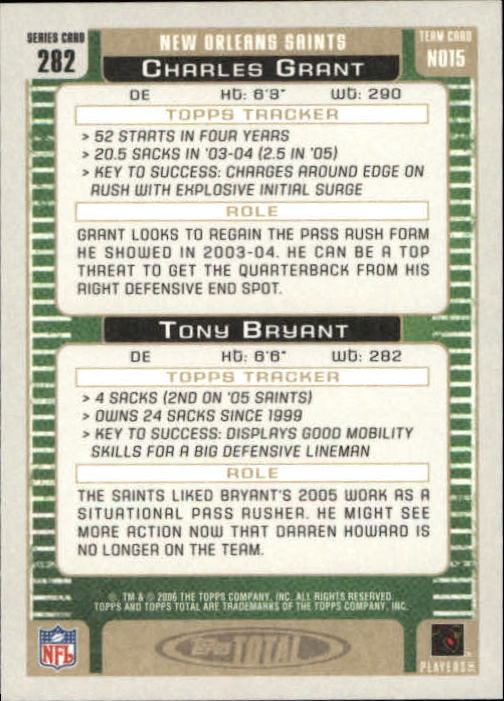 SERIES CARD
282
NEW ORLEANS SAINTS
TEAM CARD
NO15
CHARLES GRANT
DE Ht: 6'3" Wt: 290
TOPPS TRACKER
> 52 STARTS IN FOUR YEARS
> 20.5 SACKS IN '03-04 (2.5 IN '05)
> KEY TO SUCCESS: CHARGES AROUND EDGE ON
RUSH WITH EXPLOSIVE INITIAL SURGE
ROLE
GRANT LOOKS TO REGAIN THE PASS RUSH FORM
HE SHOWED IN 2003-04. HE CAN BE A TOP
THREAT TO GET THE QUARTERBACK FROM HIS
RIGHT DEFENSIVE END SPOT.
TONY BRYANT
DE Ht: 6'6" Wt: 282
TOPPS TRACKER
> 4 SACKS (2ND ON '05 SAINTS)
> OWNS 24 SACKS SINCE 1999
> KEY TO SUCCESS: DISPLAYS GOOD MOBILITY
SKILLS FOR A BIG DEFENSIVE LINEMAN
ROLE
THE SAINTS LIKED BRYANT'S 2005 WORK AS A
SITUATIONAL PASS RUSHER. HE MIGHT SEE
MORE ACTION NOW THAT DARREN HOWARD IS
NO LONGER ON THE TEAM.
®, TM & © 2006 THE TOPPS COMPANY, INC. ALL RIGHTS RESERVED.
TOPPS AND TOPPS TOTAL ARE TRADEMARKS OF THE TOPPS COMPANY, INC.
NFL
Topps TOTAL
PLAYERS